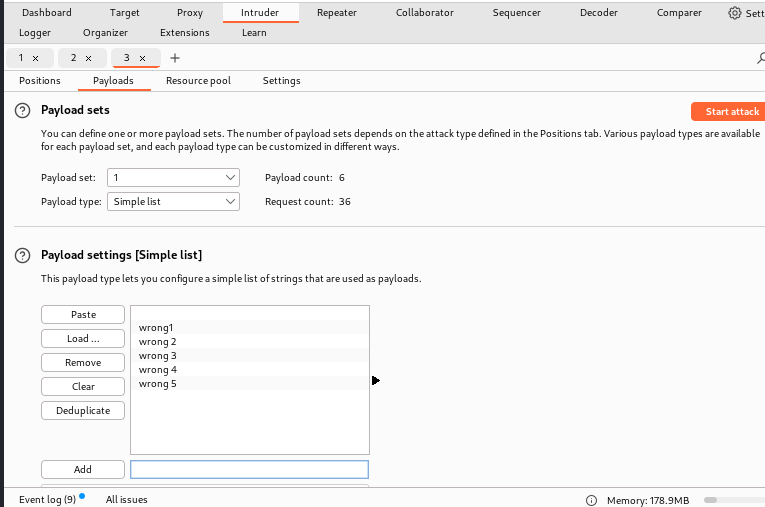 Dashboard Target Proxy Intruder Repeater Collaborator Sequencer Decoder Comparer Sett
Logger Organizer Extensions Learn
1 × 2 × 3 × +
Positions Payloads Resource pool Settings
? Payload sets Start attack
You can define one or more payload sets. The number of payload sets depends on the attack type defined in the Positions tab. Various payload types are available
for each payload set, and each payload type can be customized in different ways.
Payload set: 1 Payload count: 6
Payload type: Simple list Request count: 36
? Payload settings [Simple list]
This payload type lets you configure a simple list of strings that are used as payloads.
Paste
Load ...
Remove
Clear
Deduplicate
wrong1
wrong 2
wrong 3
wrong 4
wrong 5
Add
Event log (9) All issues Memory: 178.9MB